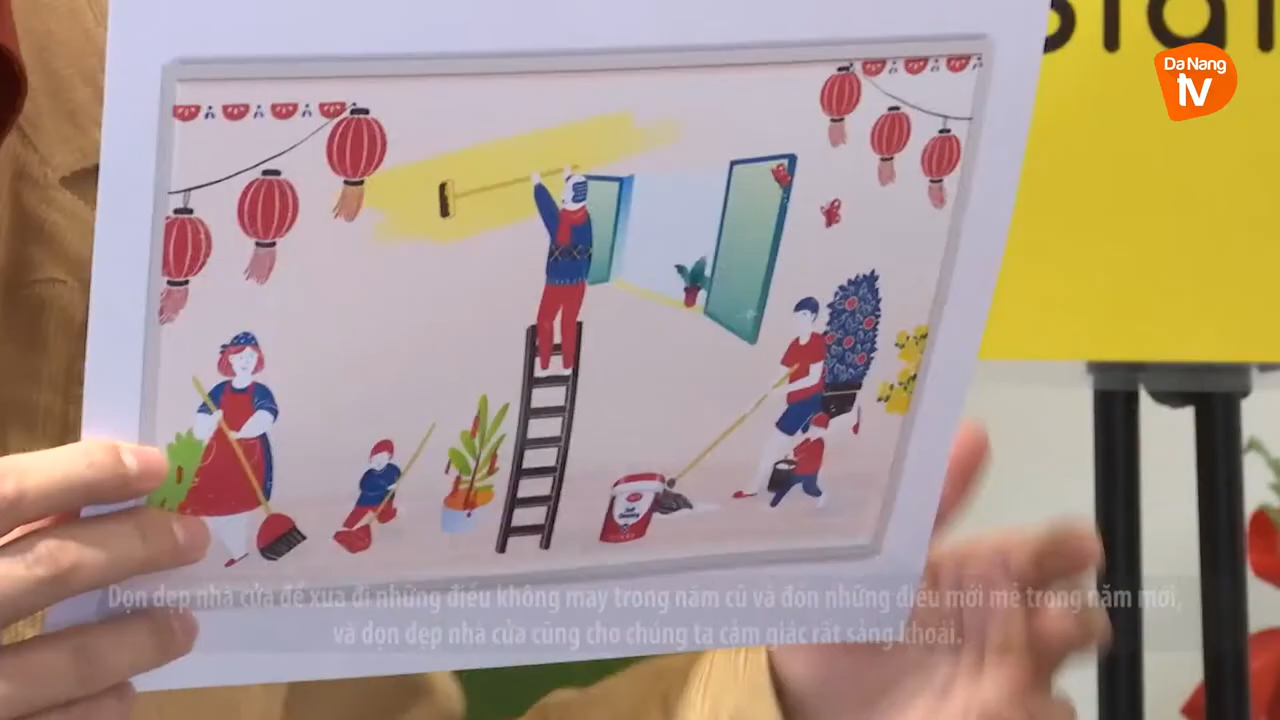 Da Nang
tv
Dọn dẹp nhà cửa để xua đi những điều không may trong năm cũ và đón những điều mới mẻ trong năm mới,
và dọn dẹp nhà cửa cũng cho chúng ta cảm giác rất sảng khoái.